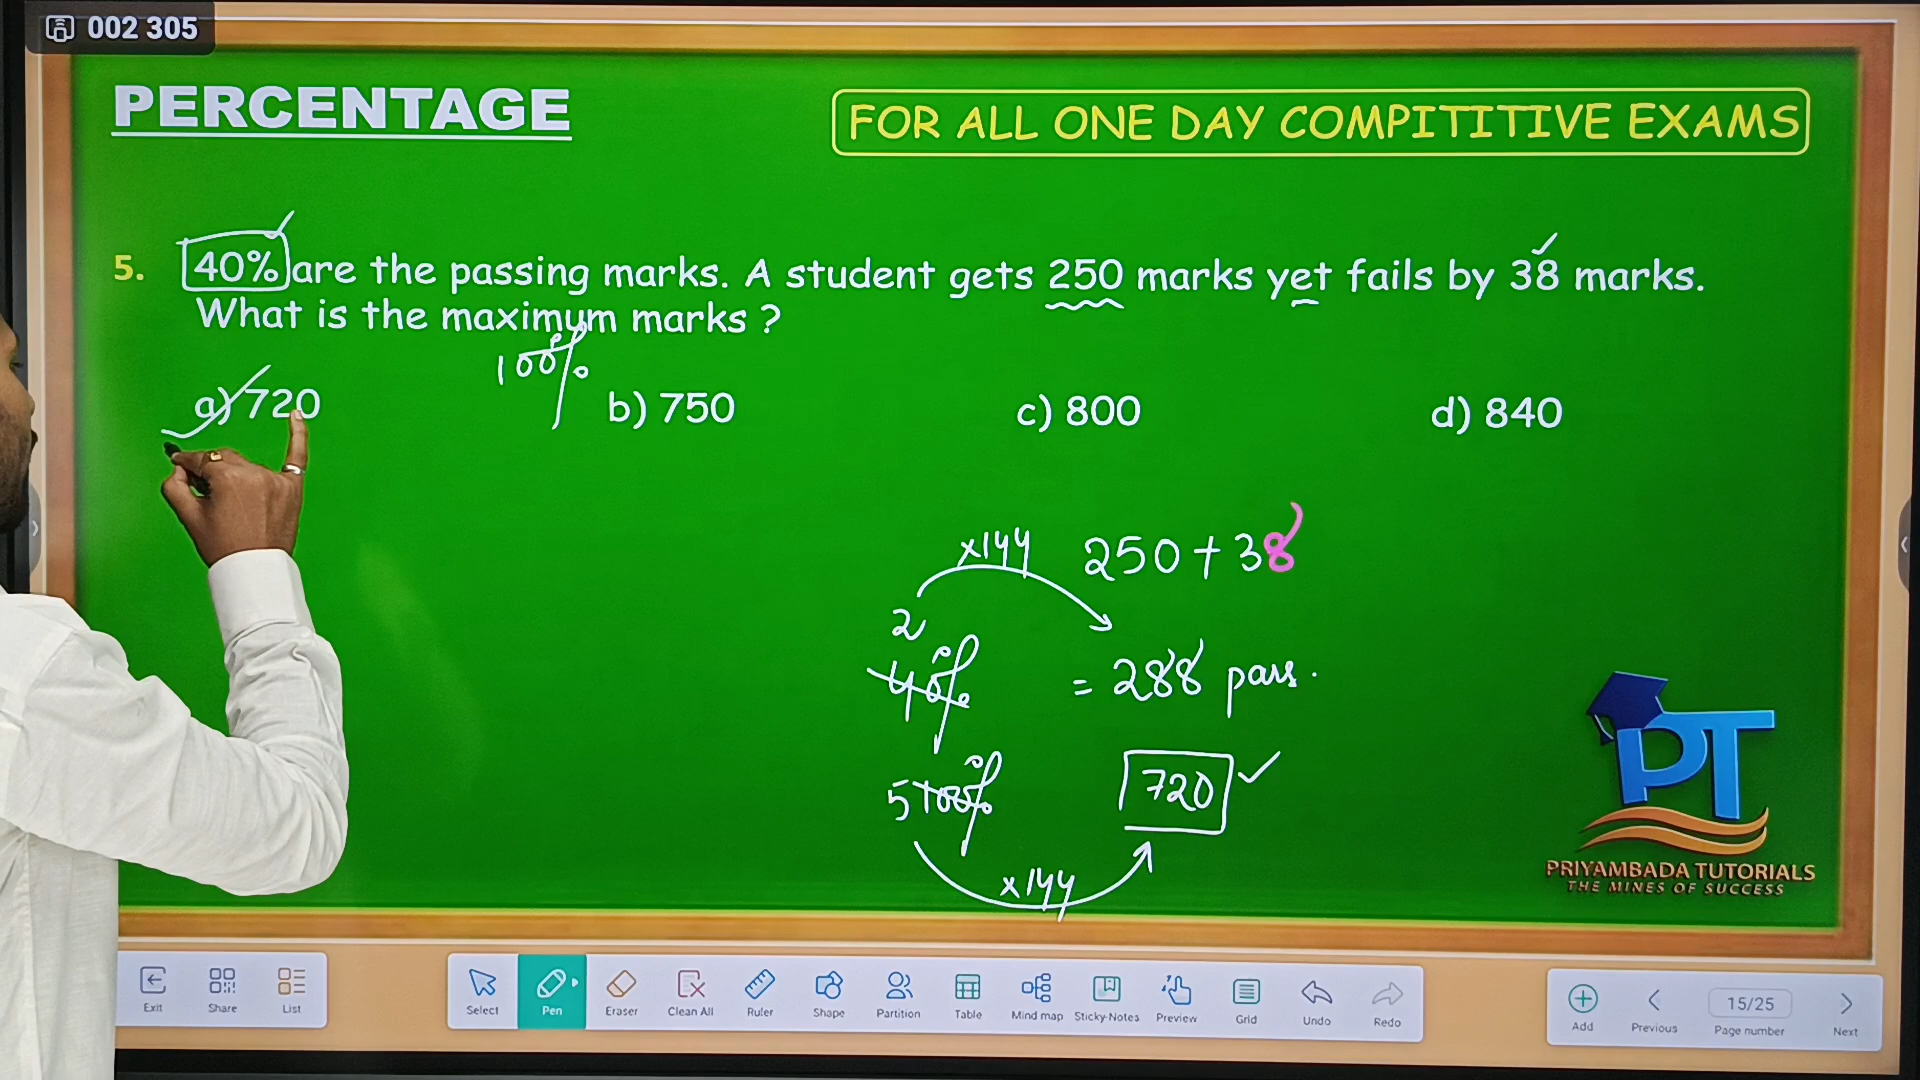 002 305
PERCENTAGE
FOR ALL ONE DAY COMPITITIVE EXAMS
5. 40% are the passing marks. A student gets 250 marks yet fails by 38 marks.
What is the maximum marks ?
100%
a) 720 b) 750 c) 800 d) 840
×144 250 + 38
2
40% = 288 pass.
5 100% 720
×144
PT
PRIYAMBADA TUTORIALS
THE MINES OF SUCCESS
Exit Share List Select Pen Eraser Clean All Ruler Shape Partition Table Mind map Sticky-Notes Preview Grid Undo Redo Add Previous 15/25 Page number Next